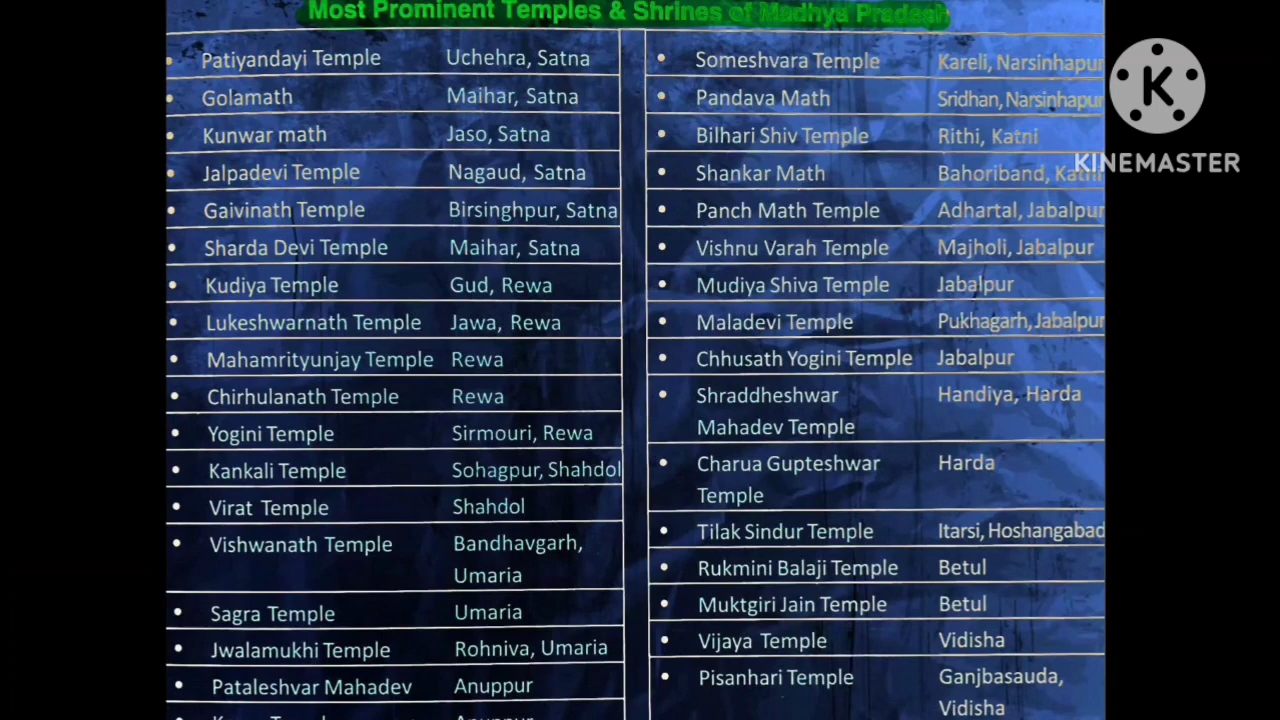 Most Prominent Temples & Shrines of Madhya Pradesh
• Patiyandayi Temple Uchehra, Satna
• Golamath Maihar, Satna
• Kunwar math Jaso, Satna
• Jalpadevi Temple Nagaud, Satna
• Gaivinath Temple Birsinghpur, Satna
• Sharda Devi Temple Maihar, Satna
• Kudiya Temple Gud, Rewa
• Lukeshwarnath Temple Jawa, Rewa
• Mahamrityunjay Temple Rewa
• Chirhulanath Temple Rewa
• Yogini Temple Sirmouri, Rewa
• Kankali Temple Sohagpur, Shahdol
• Virat Temple Shahdol
• Vishwanath Temple Bandhavgarh,
Umaria
• Sagra Temple Umaria
• Jwalamukhi Temple Rohniva, Umaria
• Pataleshvar Mahadev Anuppur
• Someshvara Temple Kareli, Narsinhapur
• Pandava Math Sridhan, Narsinhapur
• Bilhari Shiv Temple Rithi, Katni
• Shankar Math Bahoriband, Katni
• Panch Math Temple Adhartal, Jabalpur
• Vishnu Varah Temple Majholi, Jabalpur
• Mudiya Shiva Temple Jabalpur
• Maladevi Temple Puknagarh, Jabalpur
• Chhusath Yogini Temple Jabalpur
• Shraddheshwar Handiya, Harda
Mahadev Temple
• Charua Gupteshwar Harda
Temple
• Tilak Sindur Temple Itarsi, Hoshangabad
• Rukmini Balaji Temple Betul
• Muktgiri Jain Temple Betul
• Vijaya Temple Vidisha
• Pisanhari Temple Ganjbasauda,
Vidisha
K
KINEMASTER